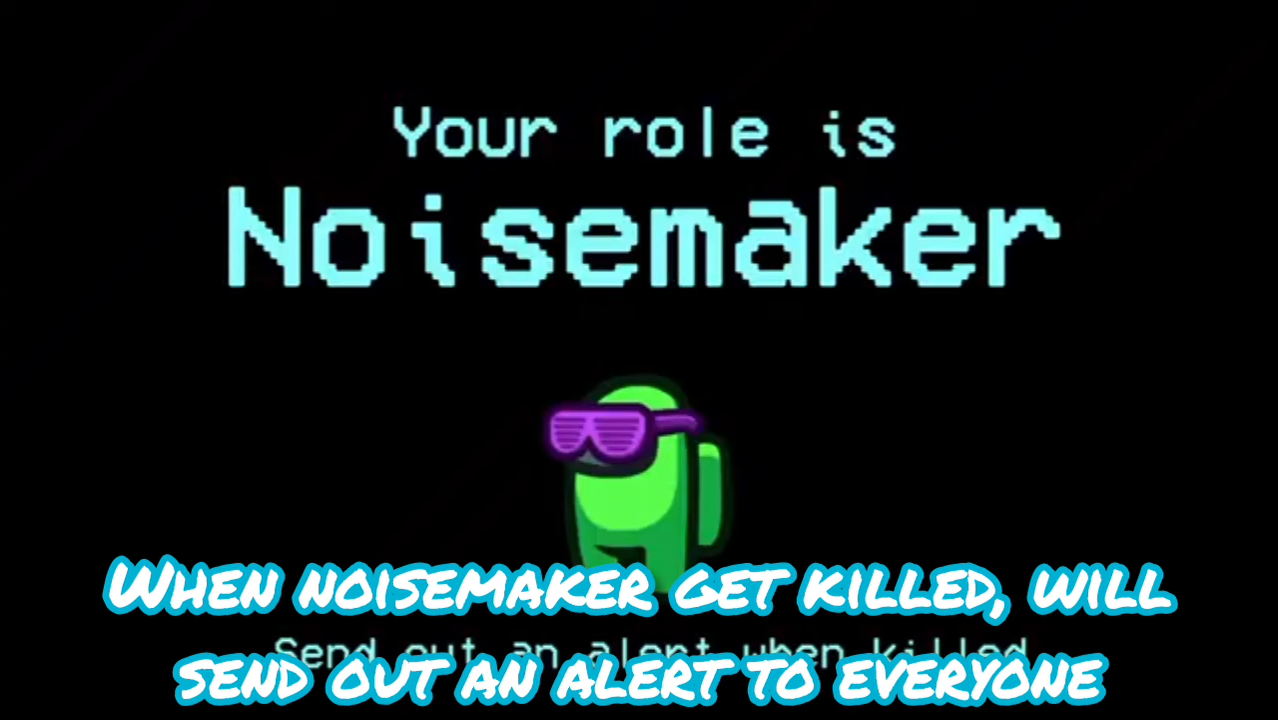 Your role is
Noisemaker
When noisemaker get killed, will
Send out an alert when killed
send out an alert to everyone